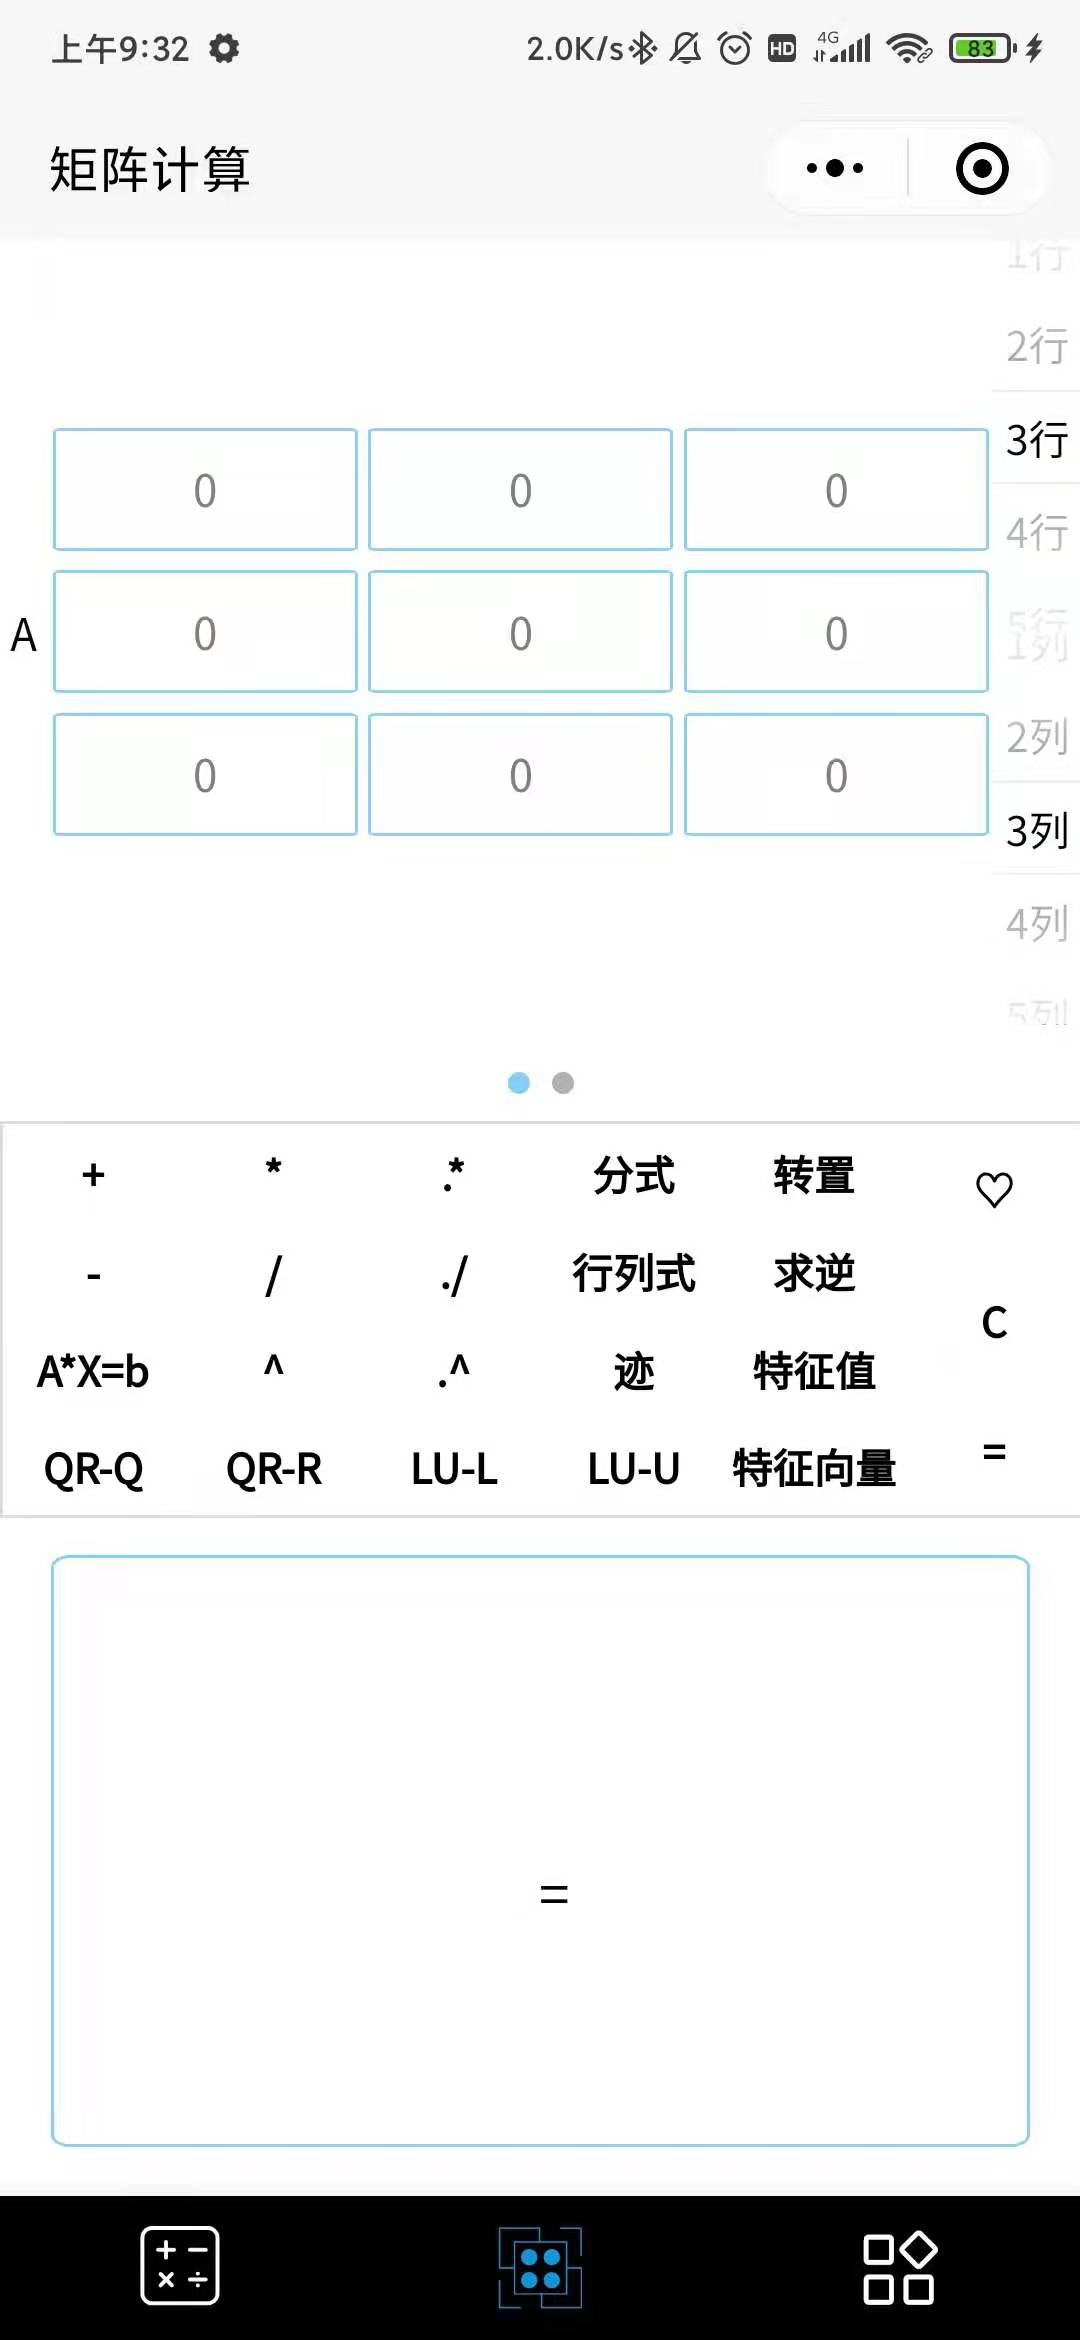 上午9:32 2.0K/s HD 4G 83
矩阵计算
1行
2行
3行
4行
5行
1列
2列
3列
4列
5列
0 0 0
A 0 0 0
0 0 0
+ * .* 分式 转置 ♡
- / ./ 行列式 求逆 C
A*X=b ^ .^ 迹 特征值 =
QR-Q QR-R LU-L LU-U 特征向量
=